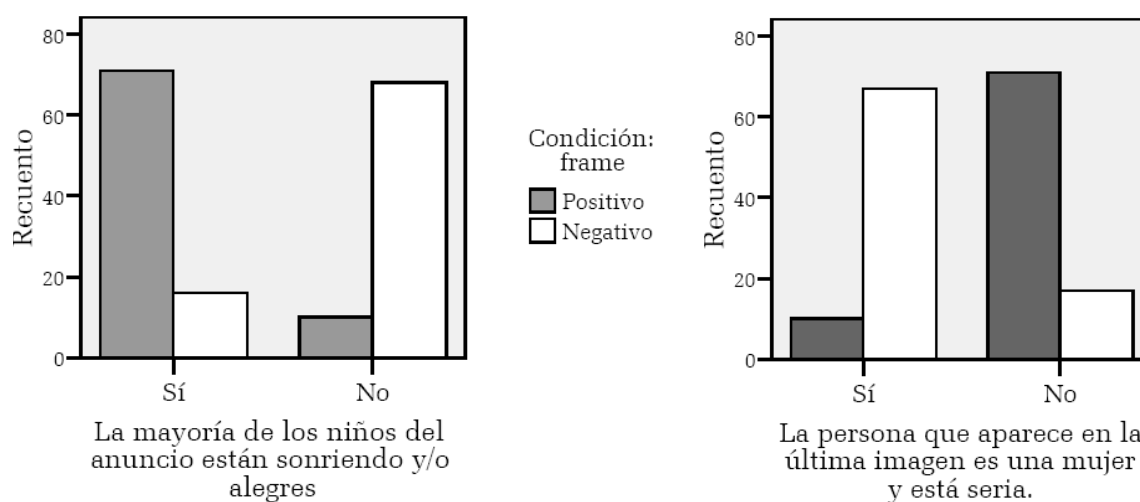 80
60
40
20
0
Recuento
Sí
No
La mayoría de los niños del
anuncio están sonriendo y/o
alegres
Condición:
frame
Positivo
Negativo
80
60
40
20
0
Recuento
Sí
No
La persona que aparece en la
última imagen es una mujer
y está seria.